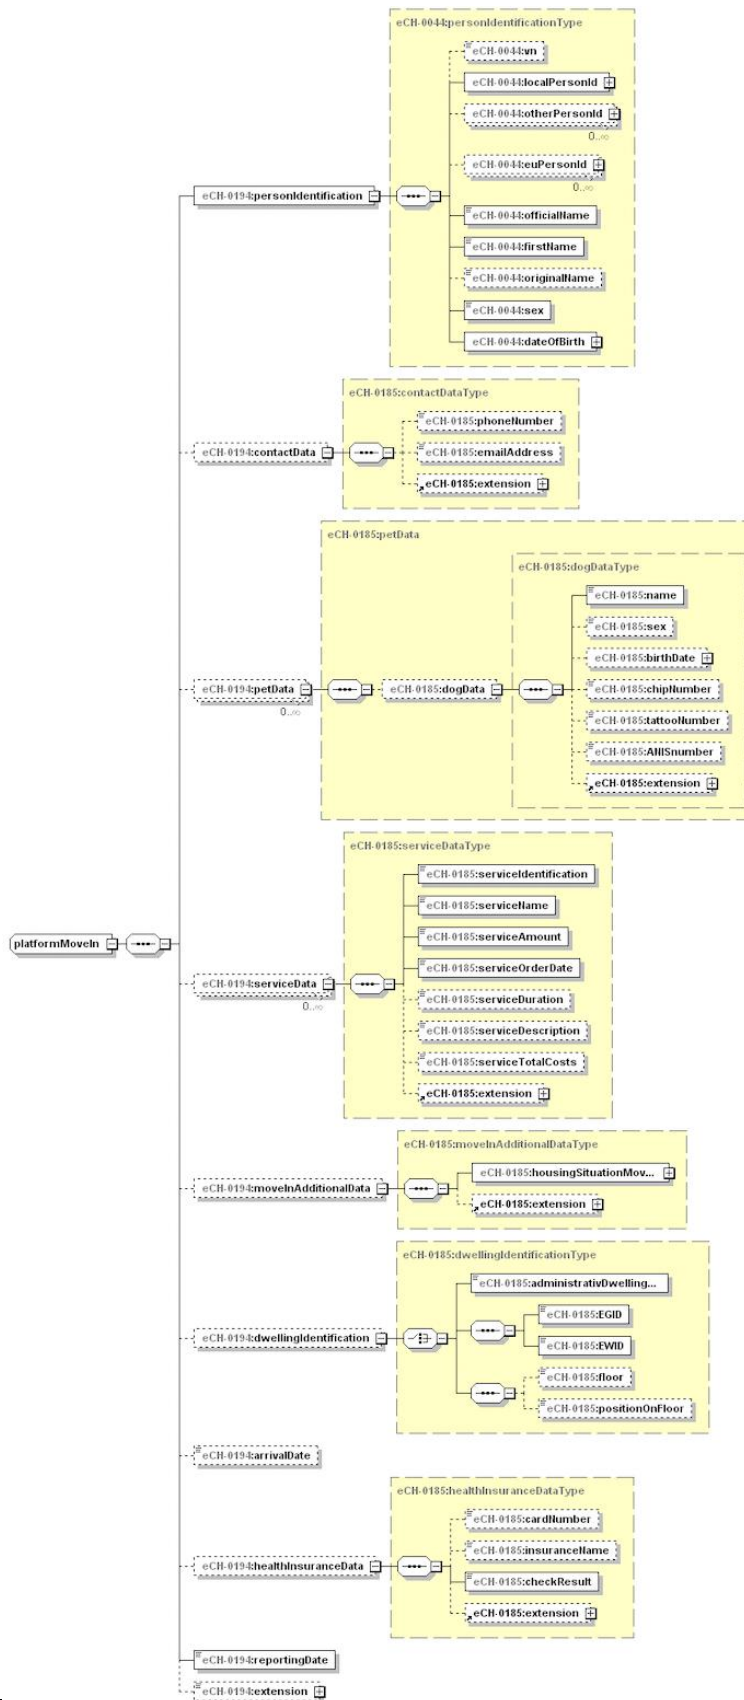 eCH-0044:personIdentificationType
eCH-0044:vn
eCH-0044:localPersonId
eCH-0044:otherPersonId
0..∞
eCH-0044:euPersonId
0..∞
eCH-0194:personIdentification
eCH-0044:officialName
eCH-0044:firstName
eCH-0044:originalName
eCH-0044:sex
eCH-0044:dateOfBirth
eCH-0185:contactDataType
eCH-0185:phoneNumber
eCH-0194:contactData
eCH-0185:emailAddress
eCH-0185:extension
eCH-0185:petData
eCH-0185:dogDataType
eCH-0185:name
eCH-0185:sex
eCH-0185:birthDate
eCH-0194:petData
0..∞
eCH-0185:dogData
eCH-0185:chipNumber
eCH-0185:tattooNumber
eCH-0185:ANISnumber
eCH-0185:extension
eCH-0185:serviceDataType
eCH-0185:serviceIdentification
eCH-0185:serviceName
platformMoveIn
eCH-0185:serviceAmount
eCH-0185:serviceOrderDate
eCH-0194:serviceData
0..∞
eCH-0185:serviceDuration
eCH-0185:serviceDescription
eCH-0185:serviceTotalCosts
eCH-0185:extension
eCH-0185:moveInAdditionalDataType
eCH-0185:housingSituationMov...
eCH-0194:moveInAdditionalData
eCH-0185:extension
eCH-0185:dwellingIdentificationType
eCH-0185:administrativDwelling...
eCH-0185:EGID
eCH-0194:dwellingIdentification
eCH-0185:EWID
eCH-0185:floor
eCH-0185:positionOnFloor
eCH-0194:arrivalDate
eCH-0185:healthInsuranceDataType
eCH-0185:cardNumber
eCH-0185:insuranceName
eCH-0194:healthInsuranceData
eCH-0185:checkResult
eCH-0185:extension
eCH-0194:reportingDate
eCH-0194:extension